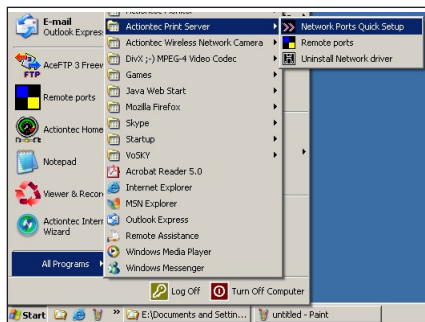 E-mail
Outlook Express
AceFTP 3 Freew
FTP
Remote ports
Actiontec Home
Notepad
Viewer & Recor
Actiontec Intern
Wizard
All Programs
Actiontec Print Server
Actiontec Wireless Network Camera
DivX ;-) MPEG-4 Video Codec
Games
Java Web Start
Mozilla Firefox
Skype
Startup
VoSKY
Acrobat Reader 5.0
Internet Explorer
MSN Explorer
Outlook Express
Remote Assistance
Windows Media Player
Windows Messenger
Network Ports Quick Setup
Remote ports
Uninstall Network driver
Log Off
Turn Off Computer
Start
E:\Documents and Settin...
untitled - Paint